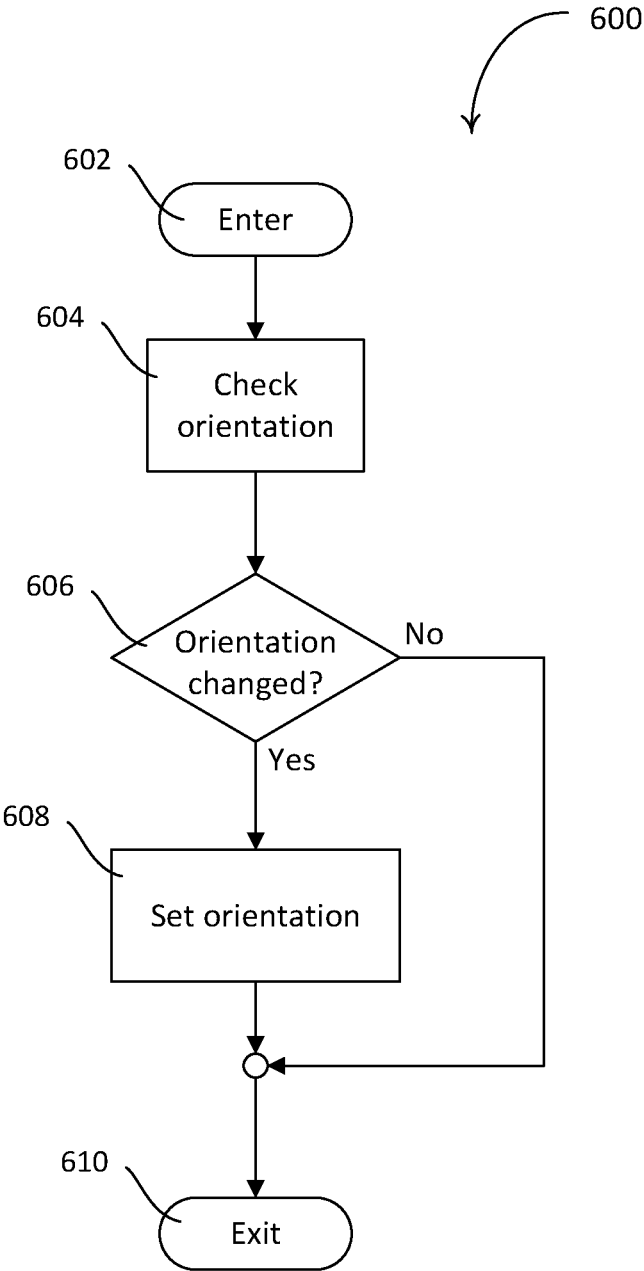 600
602
Enter
604
Check
orientation
606
Orientation
changed?
No
Yes
608
Set orientation
610
Exit